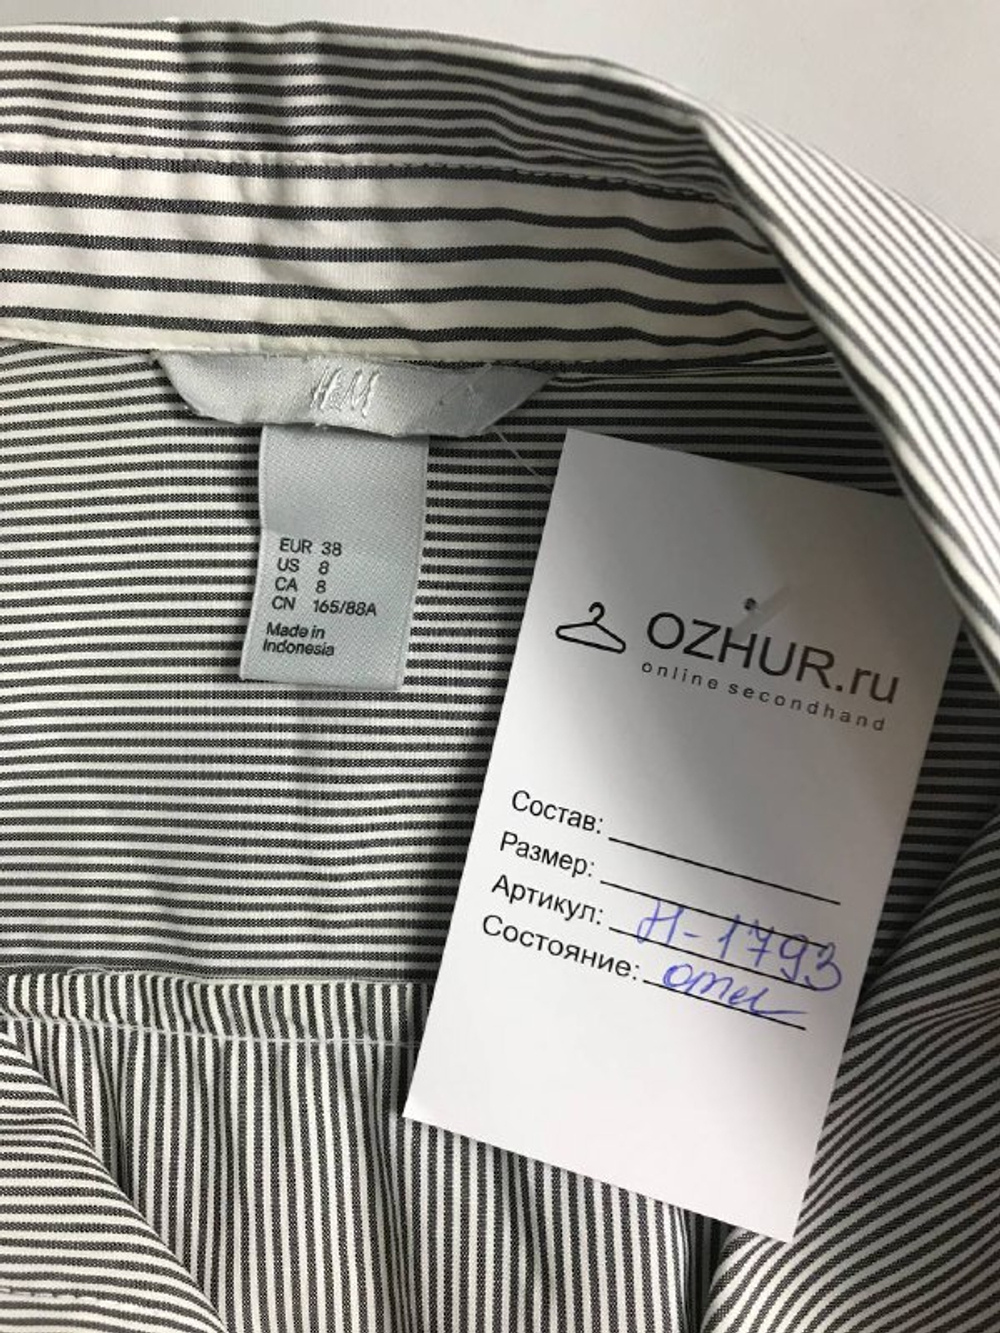 H&M
EUR 38
US 8
CA 8
CN 165/88A
Made in
Indonesia
OZHUR.ru
online secondhand
Состав:
Размер:
Артикул: H-1793
Состояние: отл